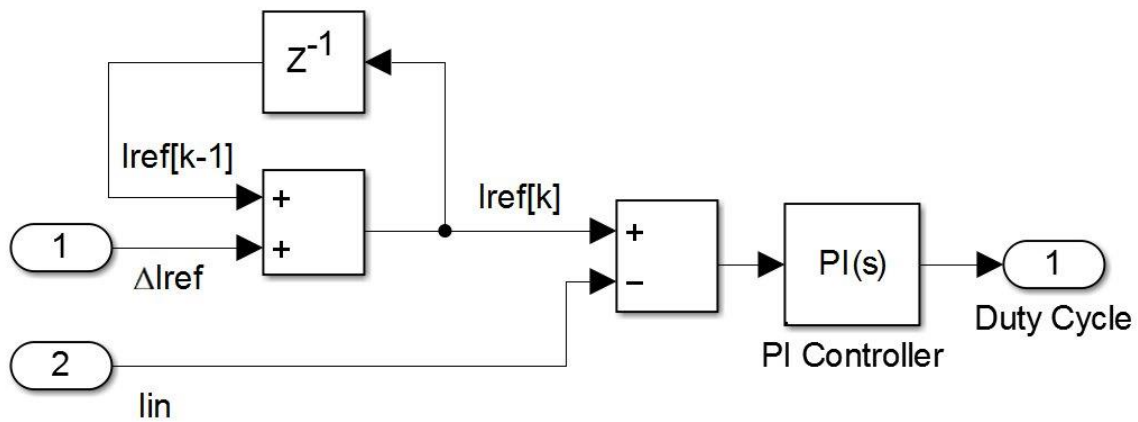 Z^-1
Iref[k-1]
+
Iref[k]
1
+
+
ΔIref
−
PI(s)
1
Duty Cycle
2
PI Controller
Iin